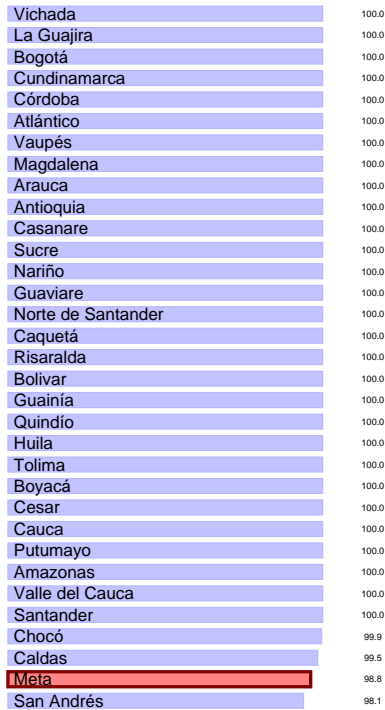 Vichada 100.0
La Guajira 100.0
Bogotá 100.0
Cundinamarca 100.0
Córdoba 100.0
Atlántico 100.0
Vaupés 100.0
Magdalena 100.0
Arauca 100.0
Antioquia 100.0
Casanare 100.0
Sucre 100.0
Nariño 100.0
Guaviare 100.0
Norte de Santander 100.0
Caquetá 100.0
Risaralda 100.0
Bolivar 100.0
Guainía 100.0
Quindío 100.0
Huila 100.0
Tolima 100.0
Boyacá 100.0
Cesar 100.0
Cauca 100.0
Putumayo 100.0
Amazonas 100.0
Valle del Cauca 100.0
Santander 100.0
Chocó 99.9
Caldas 99.5
Meta 98.8
San Andrés 98.1